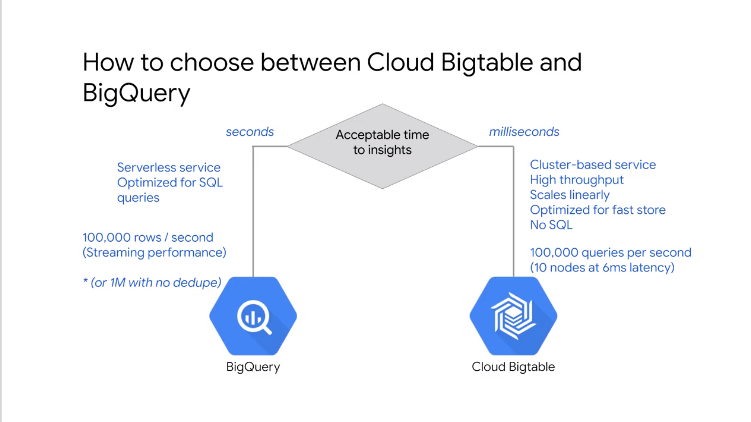 How to choose between Cloud Bigtable and
BigQuery
seconds
Acceptable time
to insights
milliseconds
Serverless service
Optimized for SQL
queries
100,000 rows / second
(Streaming performance)
* (or 1M with no dedupe)
Cluster-based service
High throughput
Scales linearly
Optimized for fast store
No SQL
100,000 queries per second
(10 nodes at 6ms latency)
BigQuery
Cloud Bigtable